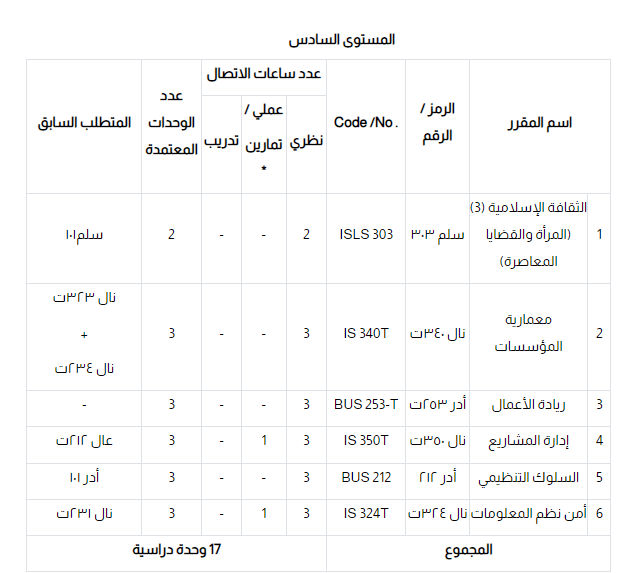 المستوى السادس
اسم المقرر الرمز / الرقم Code /No. عدد ساعات الاتصال عدد الوحدات المعتمدة المتطلب السابق
نظري عملي / تمارين * تدريب
1 الثقافة الإسلامية (3) (المرأة والقضايا المعاصرة) سلم ٣٠٣ ISLS 303 2 - - 2 سلم١٠١
2 معمارية المؤسسات نال ٣٤٠ت IS 340T 3 - - 3 نال ٣٢٣ت + نال ٢٣٤ت
3 ريادة الأعمال أدر ٢٥٣ت BUS 253-T 3 - - 3 -
4 إدارة المشاريع نال ٣٥٠ت IS 350T 3 1 - 3 عال ٢١٢ت
5 السلوك التنظيمي أدر ٢١٢ BUS 212 3 - - 3 أدر ١٠١
6 أمن نظم المعلومات نال ٣٢٤ت IS 324T 3 1 - 3 نال ٢٣١ت
المجموع 17 وحدة دراسية